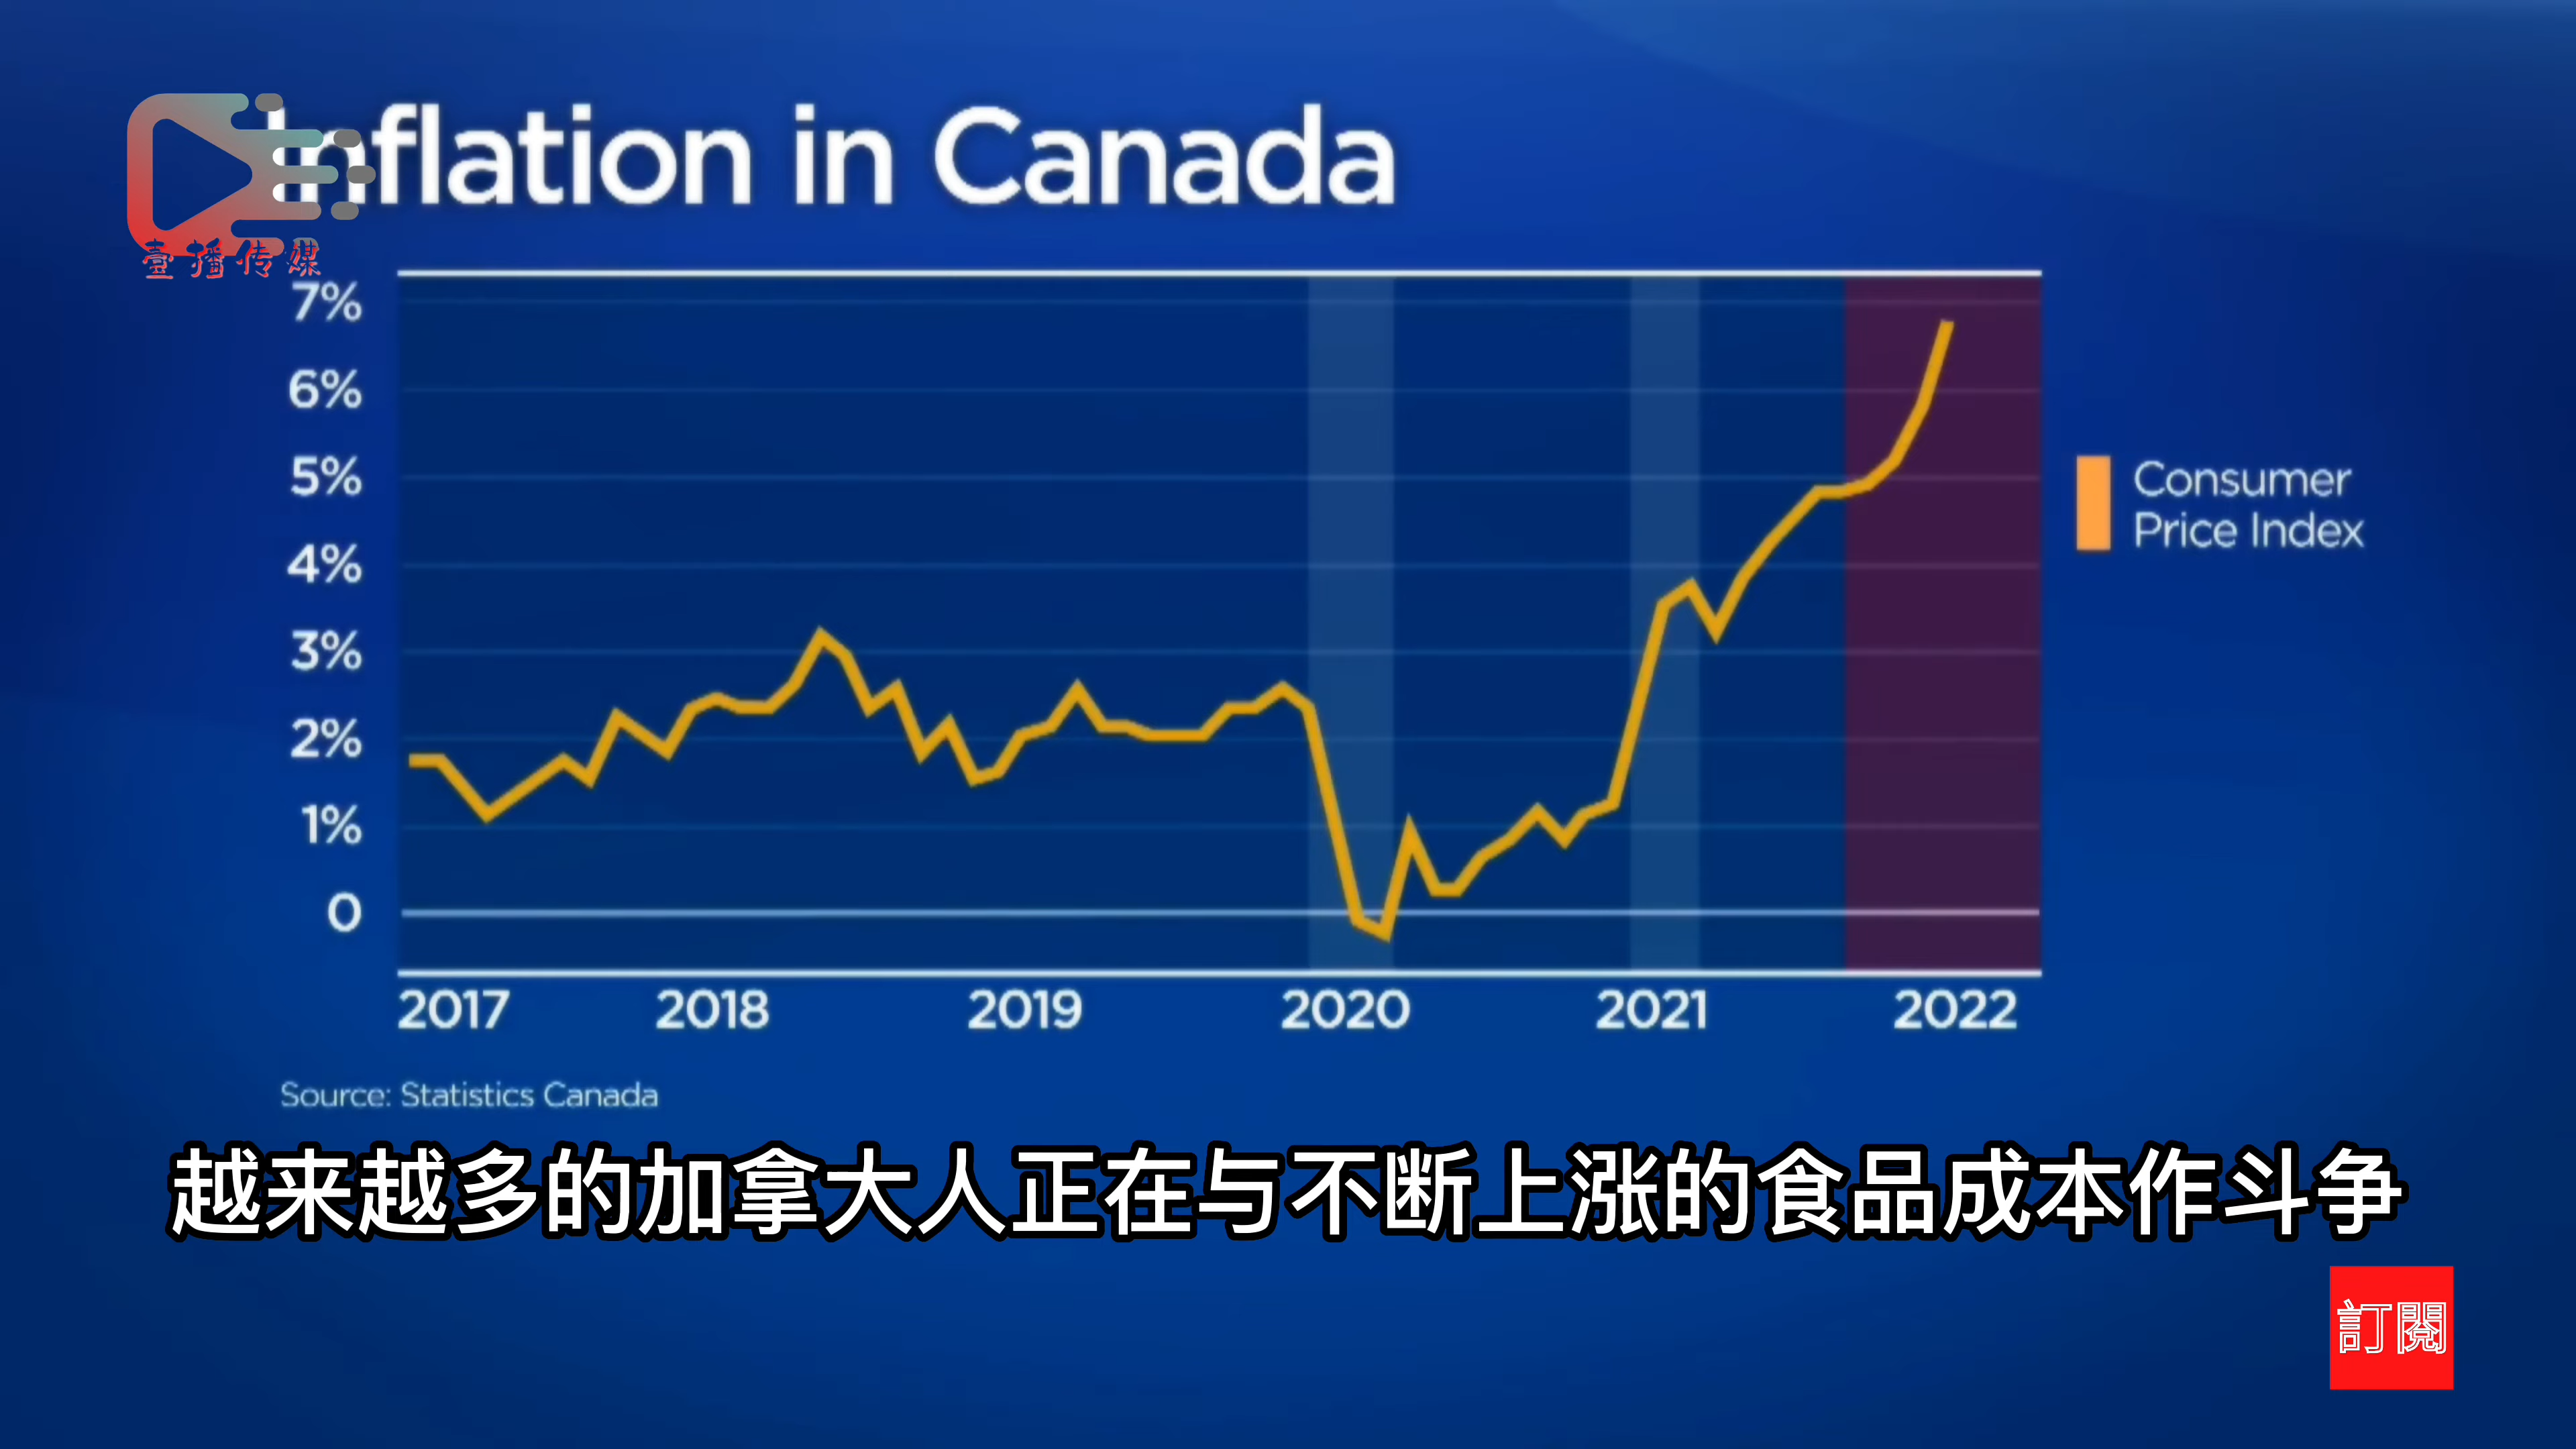 Inflation in Canada
壹播传媒
7%
6%
5%
4%
3%
2%
1%
0
2017 2018 2019 2020 2021 2022
Consumer
Price Index
Source: Statistics Canada
越来越多的加拿大人正在与不断上涨的食品成本作斗争
訂閱